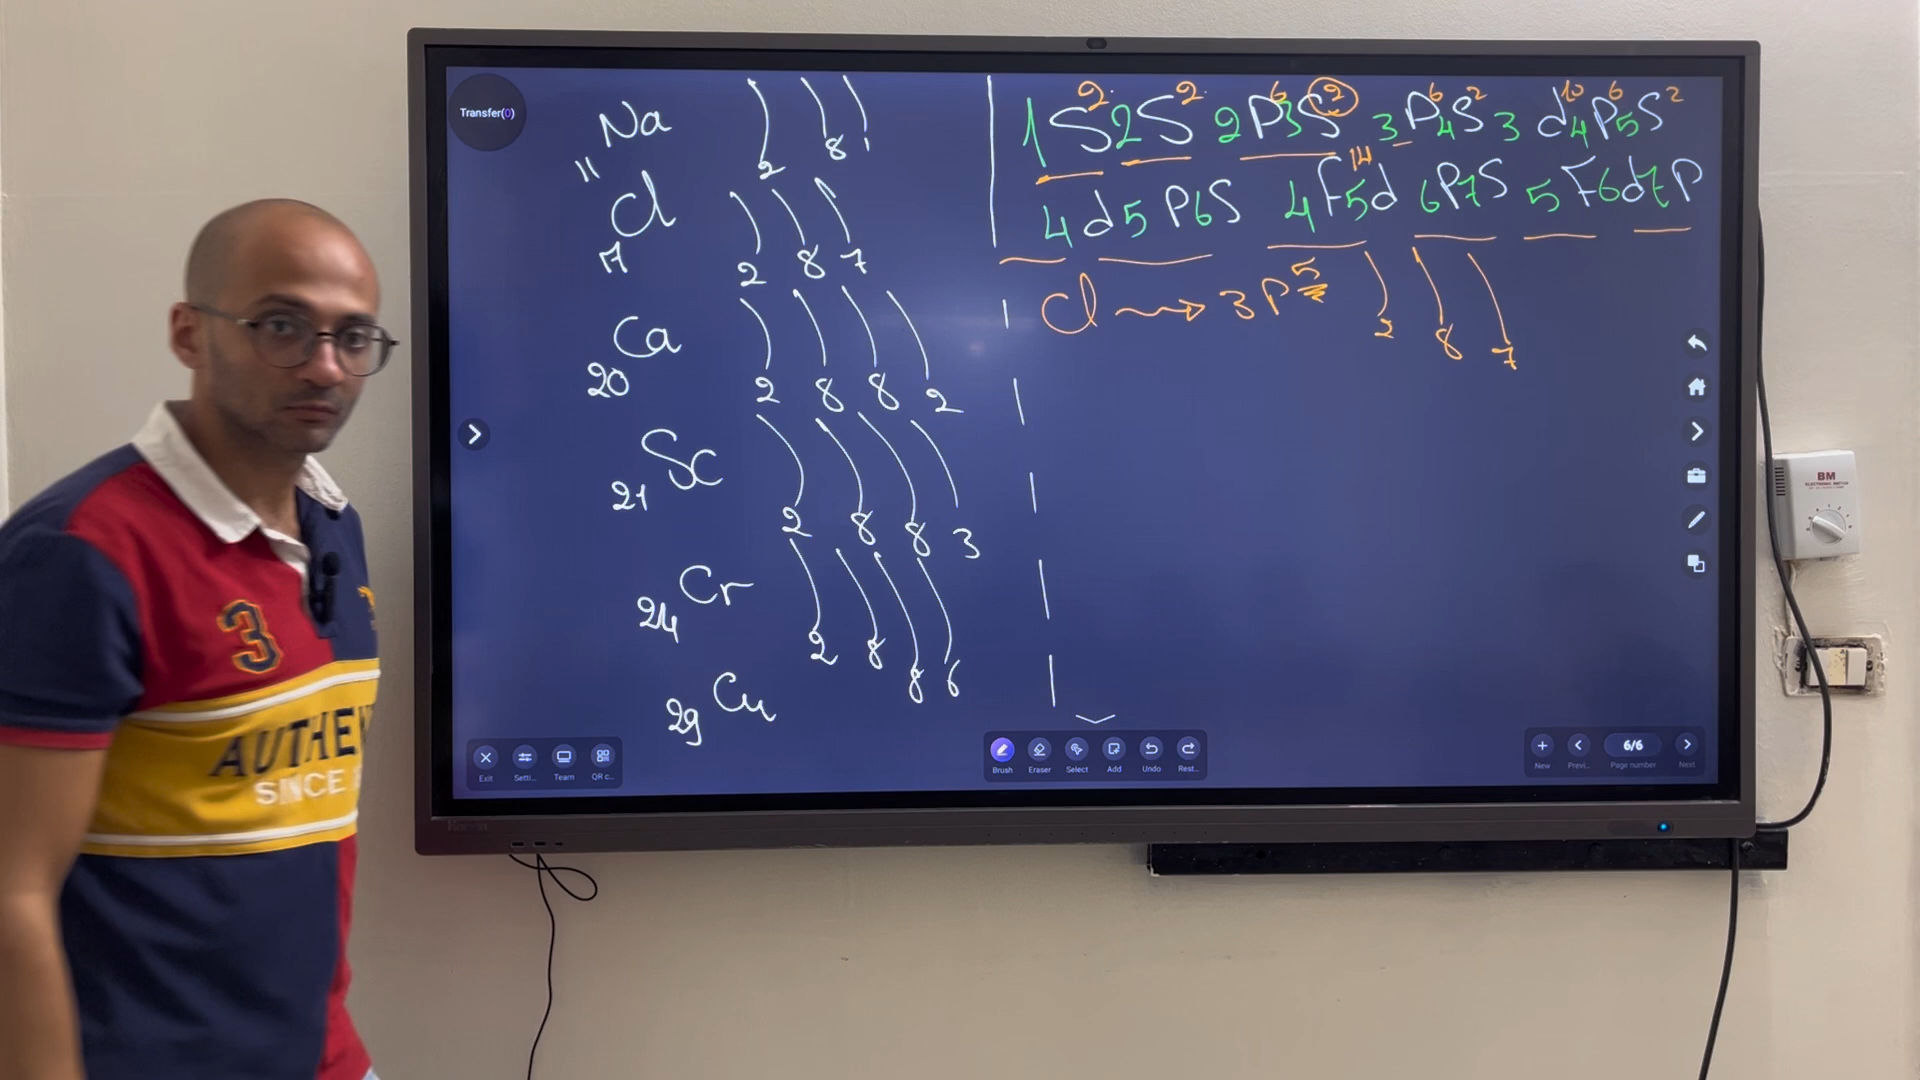 Transfer(0)
11 Na 2 8 1
17 Cl 2 8 7
20 Ca 2 8 8 2
21 Sc 2 8 8 3
24 Cr 2 8 8 6
29 Cu
1S² 2S² 2P⁶ 3S² 3P⁶ 4S² 3d¹⁰ 4P⁶ 5S²
4d 5P 6S 4F¹⁴ 5d 6P 7S 5F 6d 7P
Cl → 3P⁵ 2 8 7
Exit Setti... Team QR c...
Brush Eraser Select Add Undo Rest...
New Previ... 6/6 Page number Next
BM
3
AUTHEN
SINCE